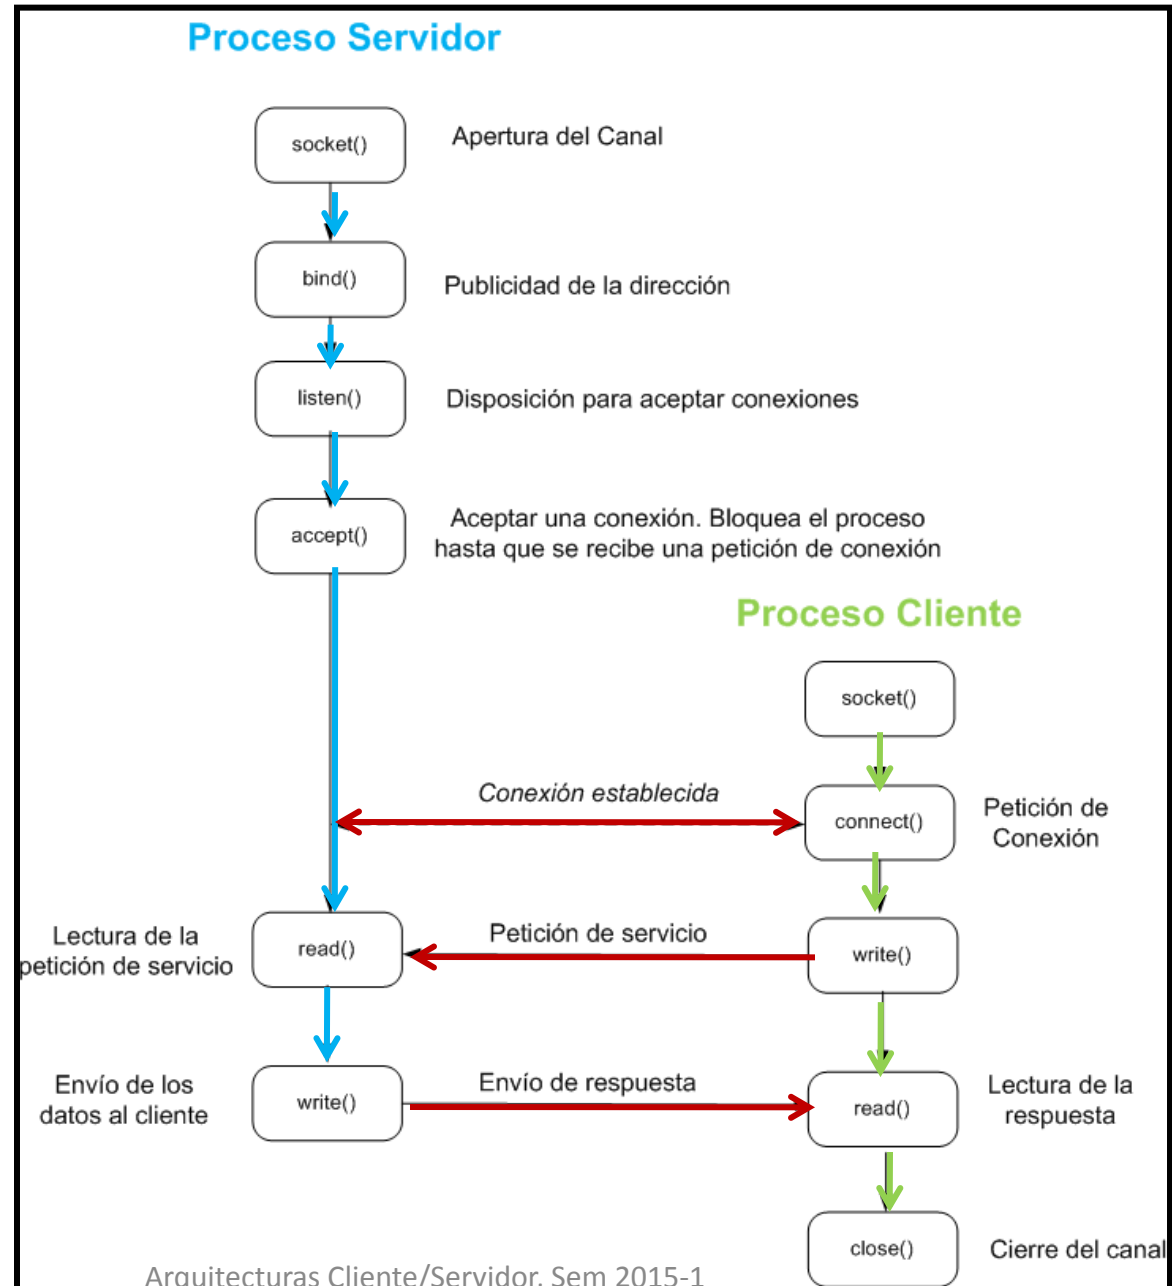 Proceso Servidor
socket()
Apertura del Canal
bind()
Publicidad de la dirección
listen()
Disposición para aceptar conexiones
accept()
Aceptar una conexión. Bloquea el proceso
hasta que se recibe una petición de conexión
Proceso Cliente
socket()
Conexión establecida
connect()
Petición de
Conexión
Lectura de la
petición de servicio
read()
Petición de servicio
write()
Envío de los
datos al cliente
write()
Envío de respuesta
read()
Lectura de la
respuesta
close()
Cierre del canal
Arquitecturas Cliente/Servidor. Sem 2015-1